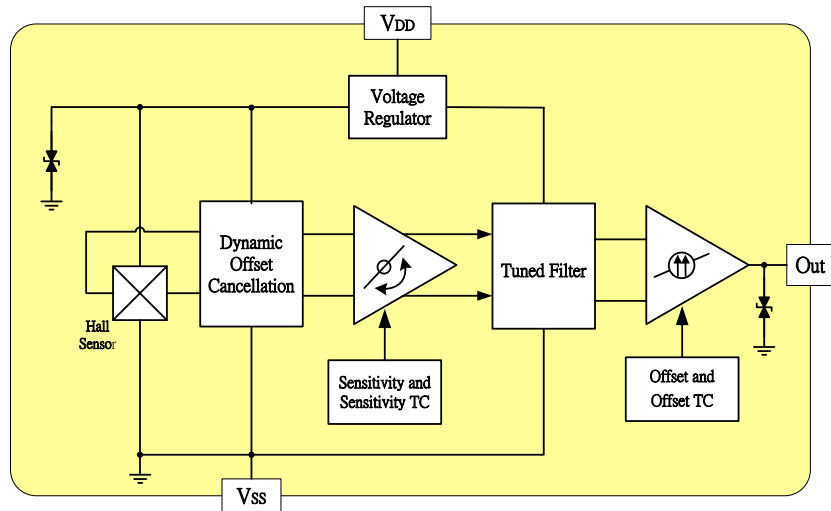 VDD
Voltage
Regulator
Dynamic
Offset
Cancellation
Tuned Filter
Out
Hall
Sensor
Sensitivity and
Sensitivity TC
Offset and
Offset TC
VSS